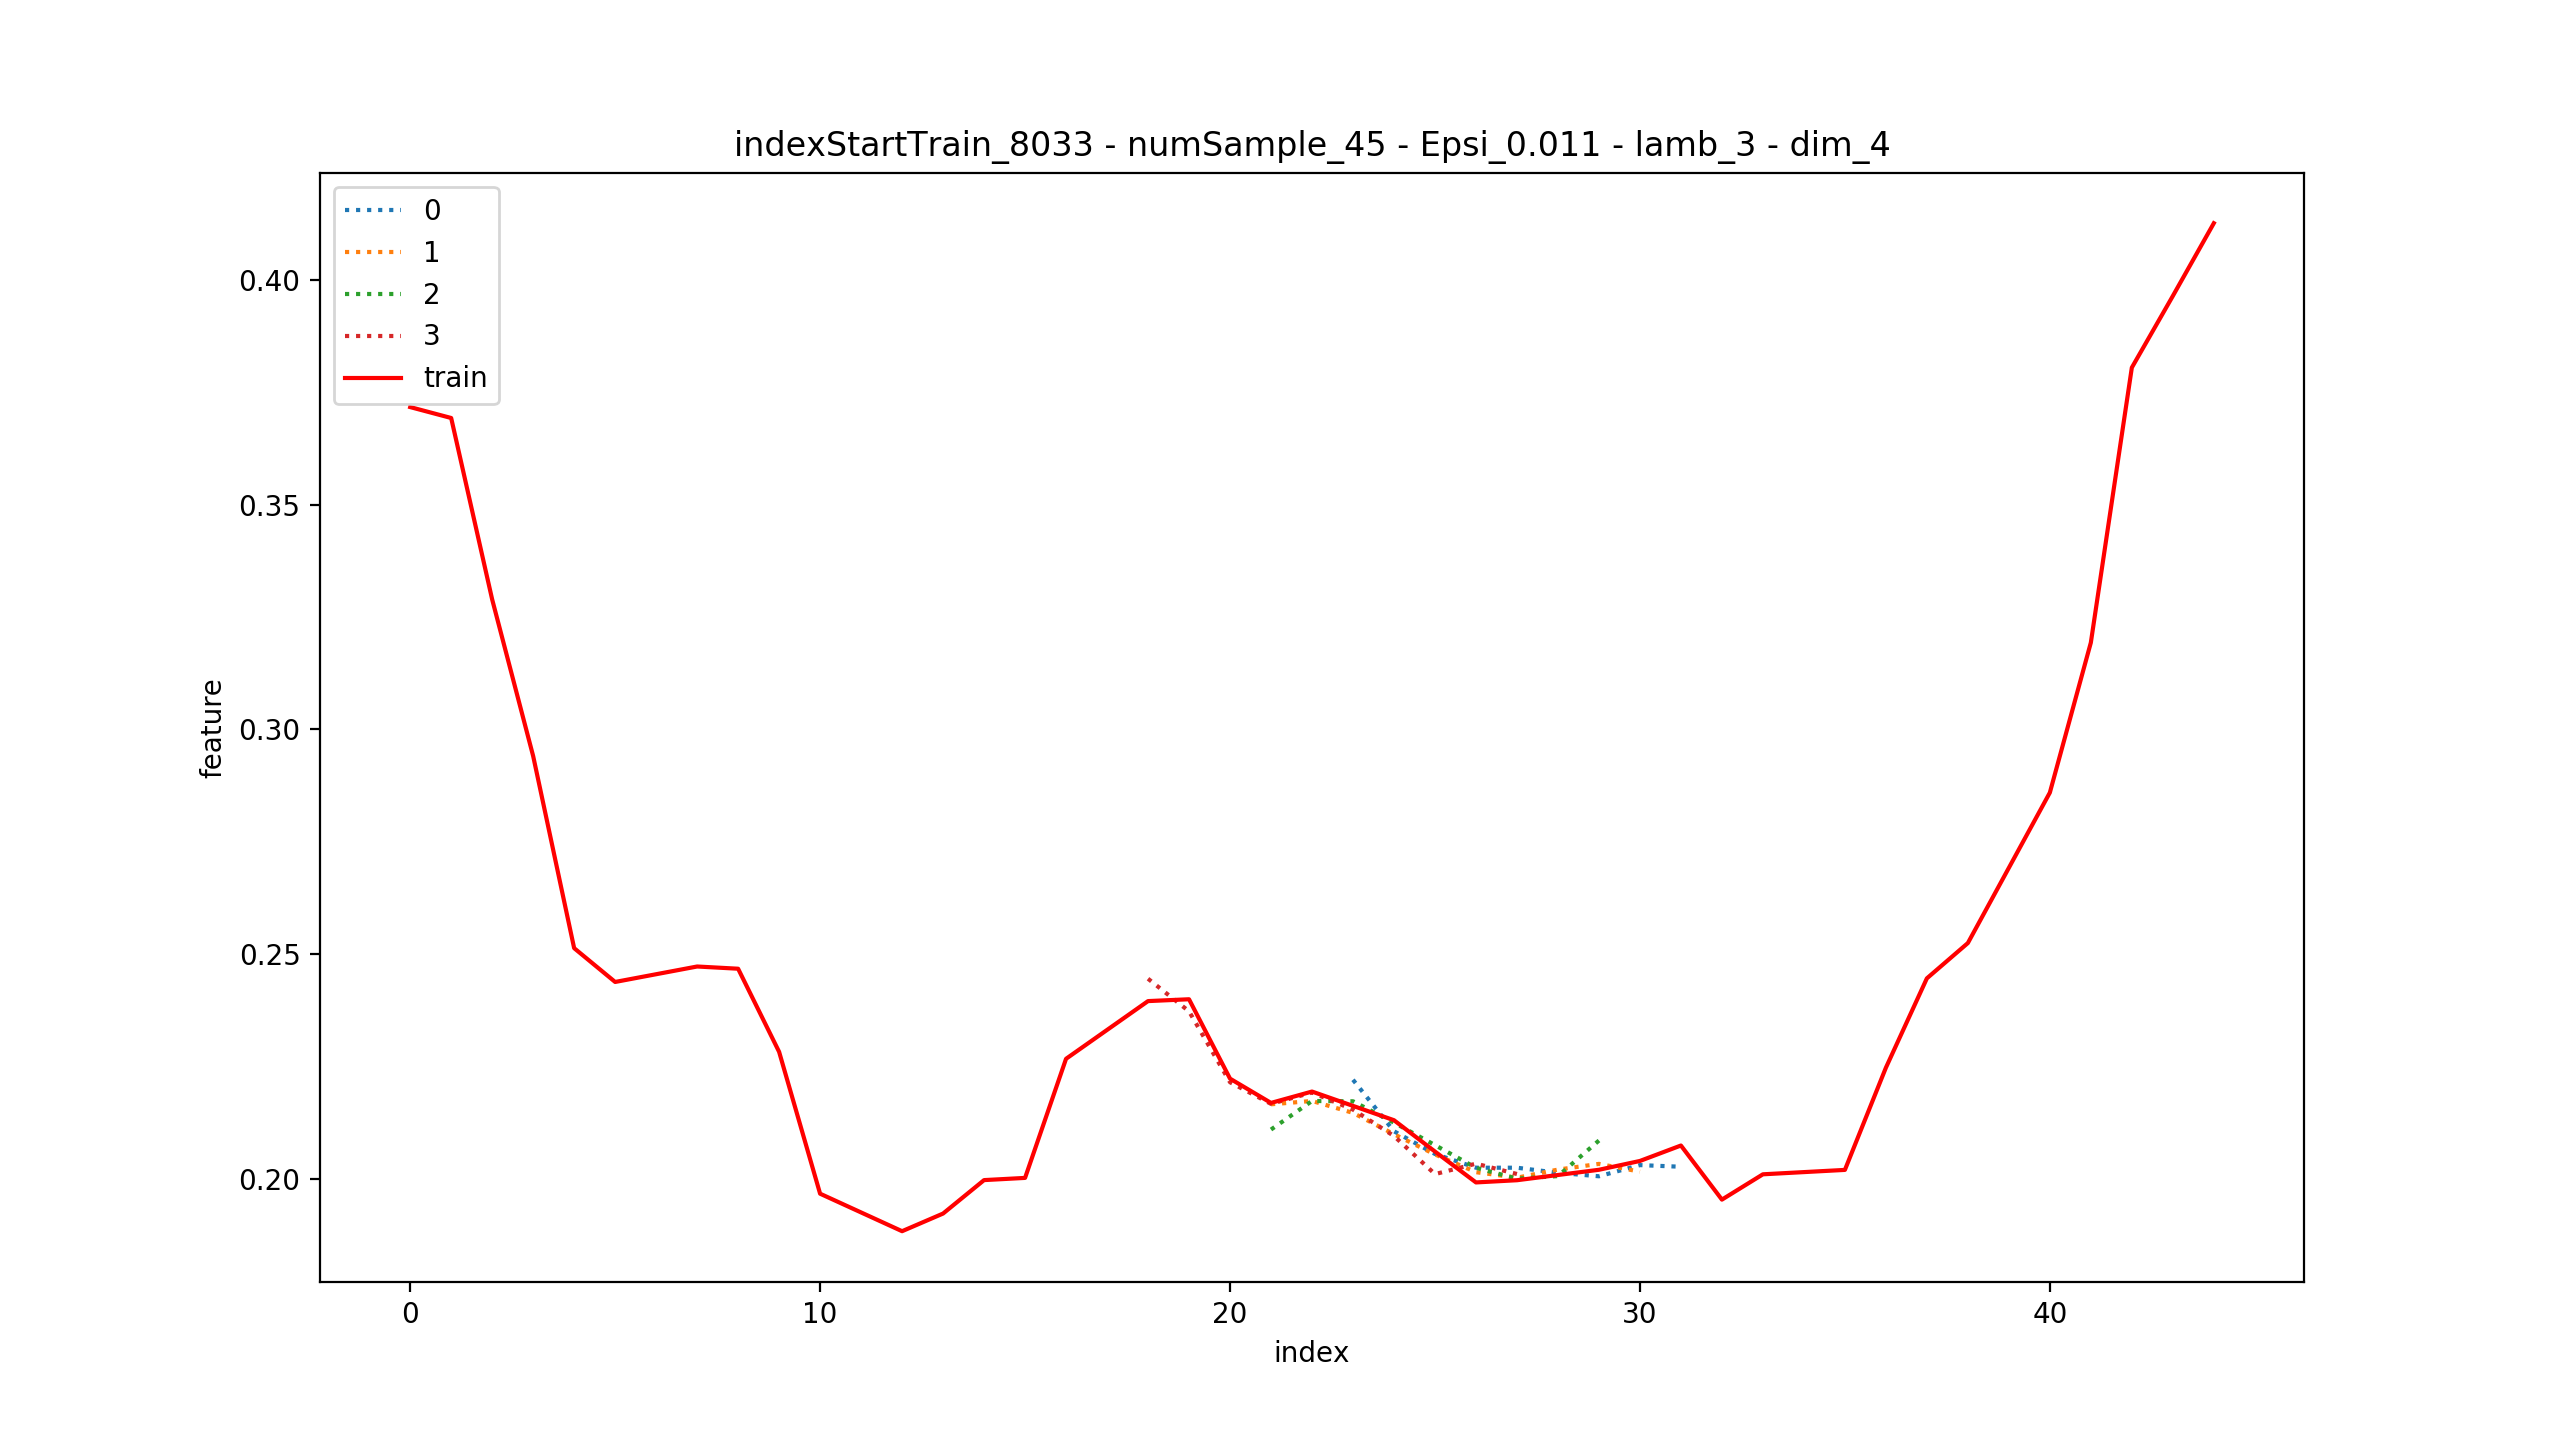 indexStartTrain_8033 - numSample_45 - Epsi_0.011 - lamb_3 - dim_4
0
1
2
3
train
0.40
0.35
0.30
0.25
0.20
feature
0 10 20 30 40
index